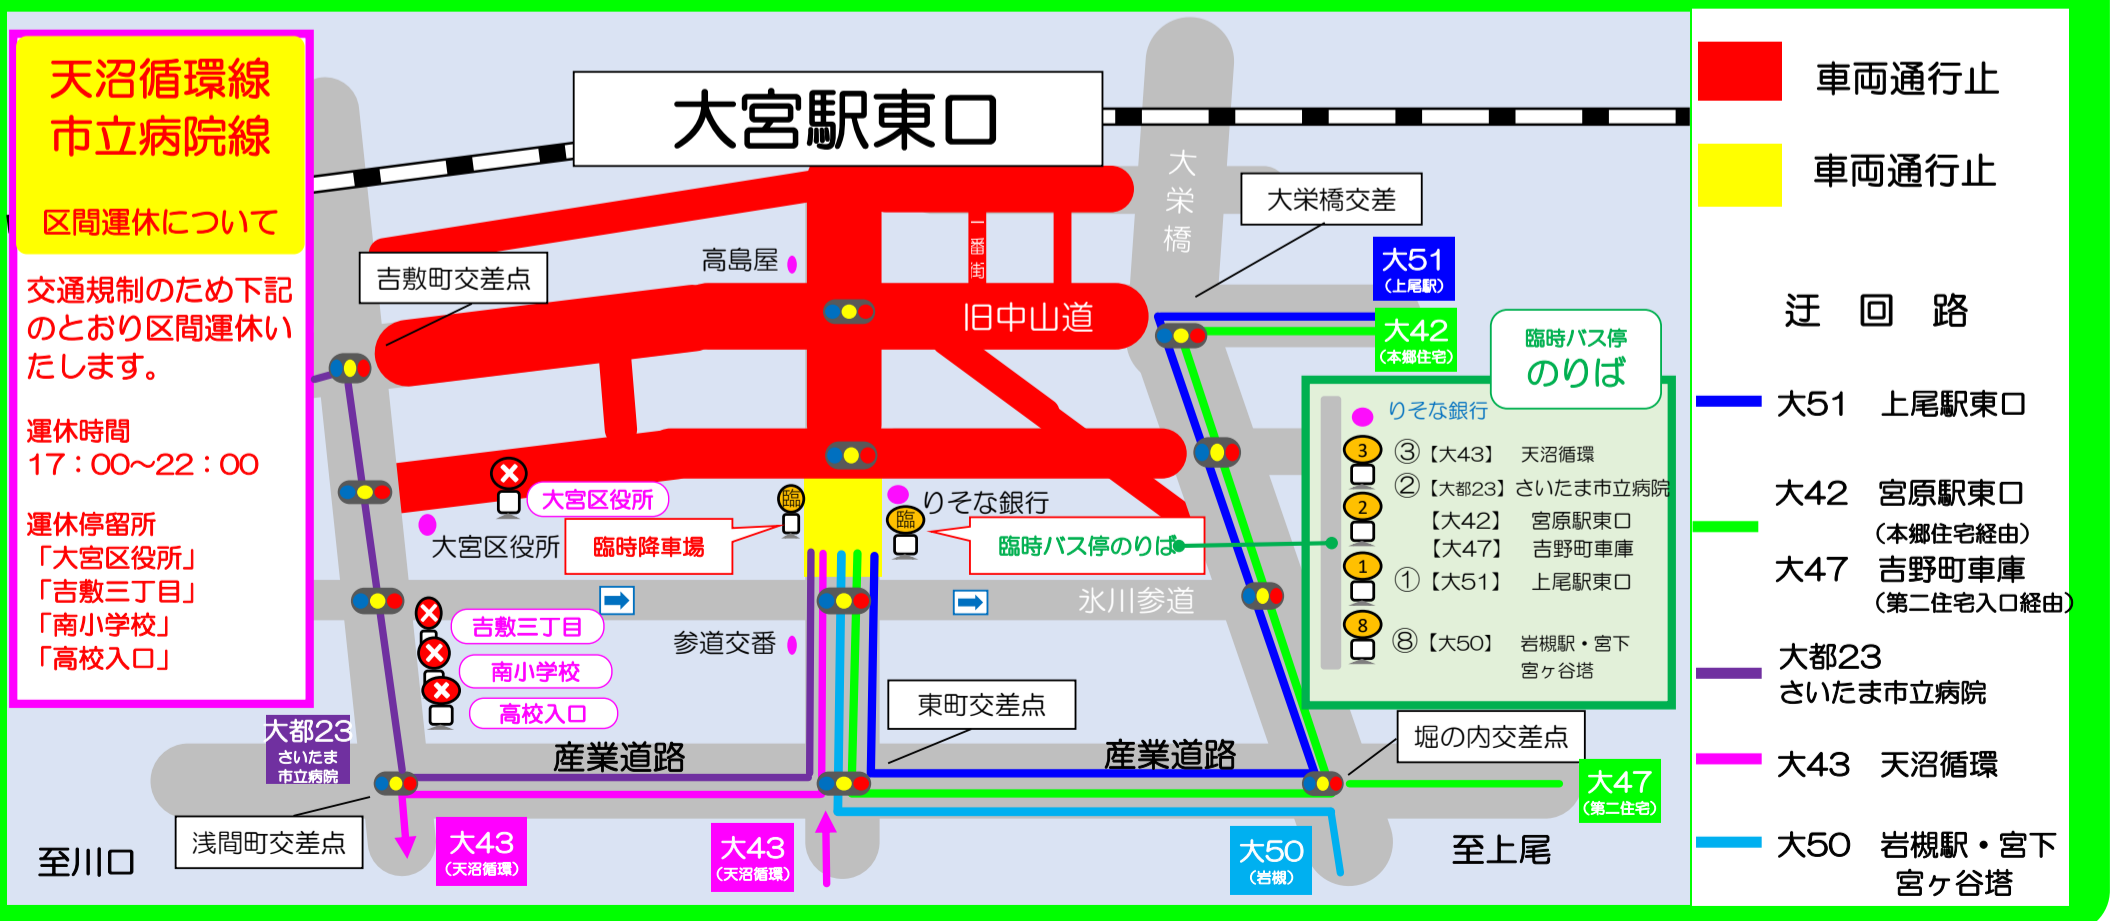 天沼循環線
市立病院線
区間運休について
交通規制のため下記
のとおり区間運休い
たします。
運休時間
17：00～22：00
運休停留所
「大宮区役所」
「吉敷三丁目」
「南小学校」
「高校入口」
大宮駅東口
大栄橋
大栄橋交差
吉敷町交差点
高島屋
一番街
旧中山道
大51
（上尾駅）
大42
（本郷住宅）
臨時バス停
のりば
りそな銀行
3 ③【大43】 天沼循環
2 ②【大都23】さいたま市立病院
【大42】 宮原駅東口
【大47】 吉野町車庫
1 ①【大51】 上尾駅東口
8 ⑧【大50】 岩槻駅・宮下
宮ヶ谷塔
大宮区役所
大宮区役所
臨
臨時降車場
りそな銀行
臨
臨時バス停のりば
氷川参道
吉敷三丁目
南小学校
高校入口
参道交番
東町交差点
堀の内交差点
大都23
さいたま
市立病院
産業道路
産業道路
浅間町交差点
至川口
大43
（天沼循環）
大43
（天沼循環）
大50
（岩槻）
大47
（第二住宅）
至上尾
車両通行止
車両通行止
迂回路
大51 上尾駅東口
大42 宮原駅東口
（本郷住宅経由）
大47 吉野町車庫
（第二住宅入口経由）
大都23
さいたま市立病院
大43 天沼循環
大50 岩槻駅・宮下
宮ヶ谷塔